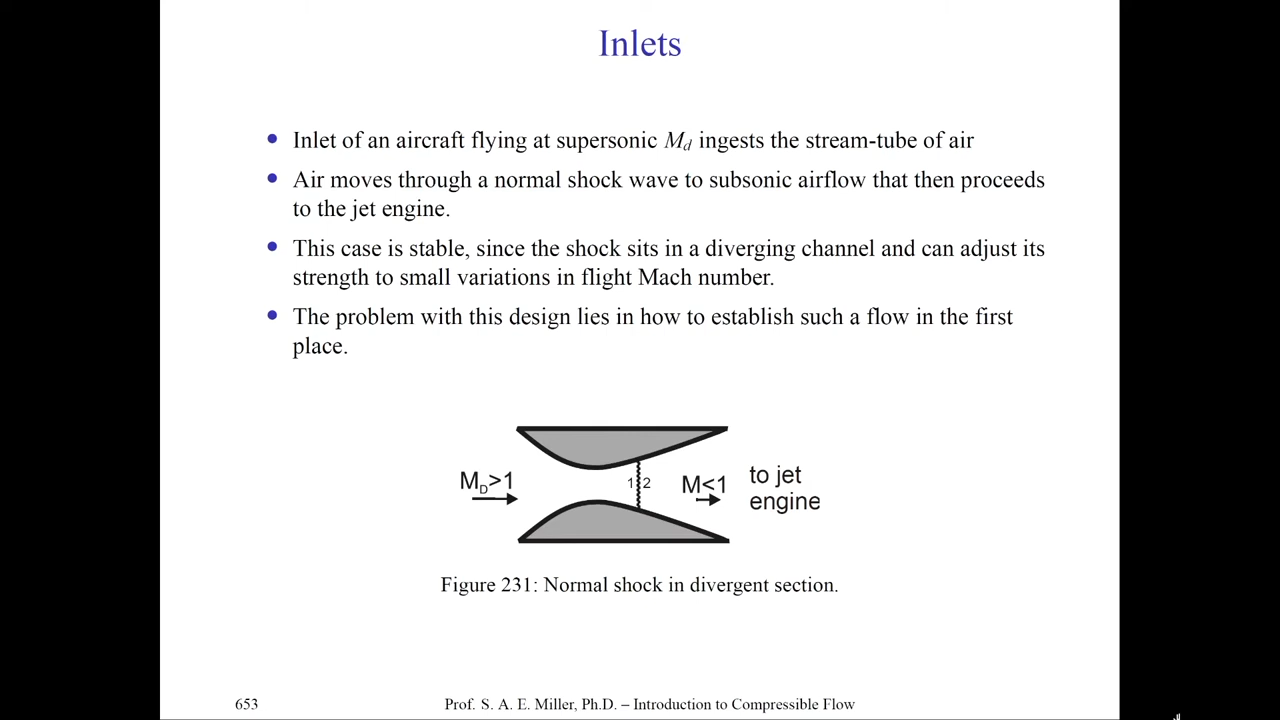 Inlets
• Inlet of an aircraft flying at supersonic M_d ingests the stream-tube of air
• Air moves through a normal shock wave to subsonic airflow that then proceeds
to the jet engine.
• This case is stable, since the shock sits in a diverging channel and can adjust its
strength to small variations in flight Mach number.
• The problem with this design lies in how to establish such a flow in the first
place.
M_D>1
1 2
M<1
to jet
engine
Figure 231: Normal shock in divergent section.
653
Prof. S. A. E. Miller, Ph.D. – Introduction to Compressible Flow